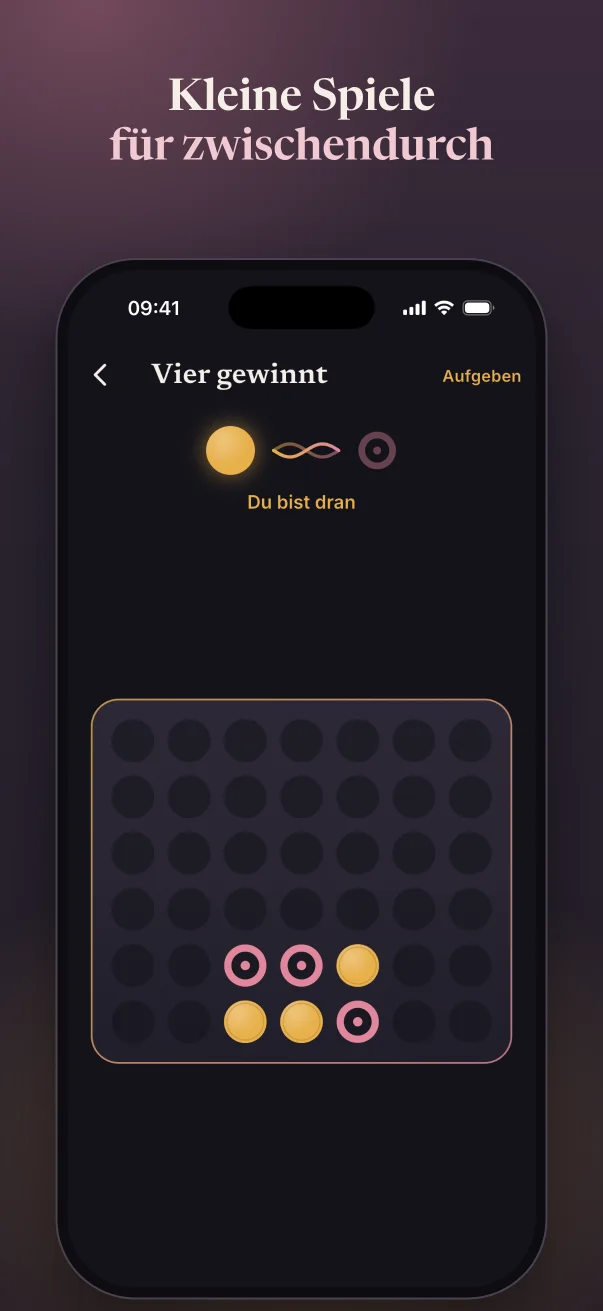 Kleine Spiele
für zwischendurch
09:41
Vier gewinnt
Aufgeben
Du bist dran